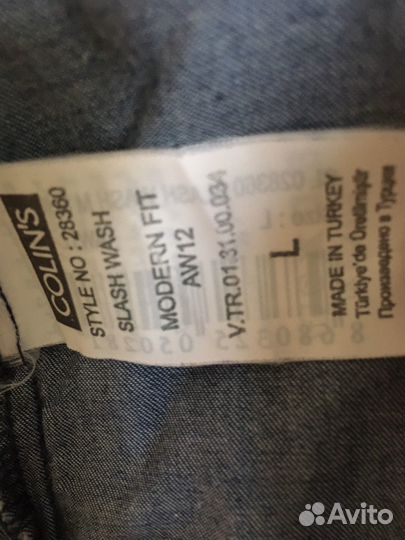 COLIN'S
STYLE NO : 28360
SLASH WASH
MODERN FIT
AW12
V.TR.01.31.00.034
L
MADE IN TURKEY
Türkiye'de Üretilmiştir
Произведено в Турции
Avito